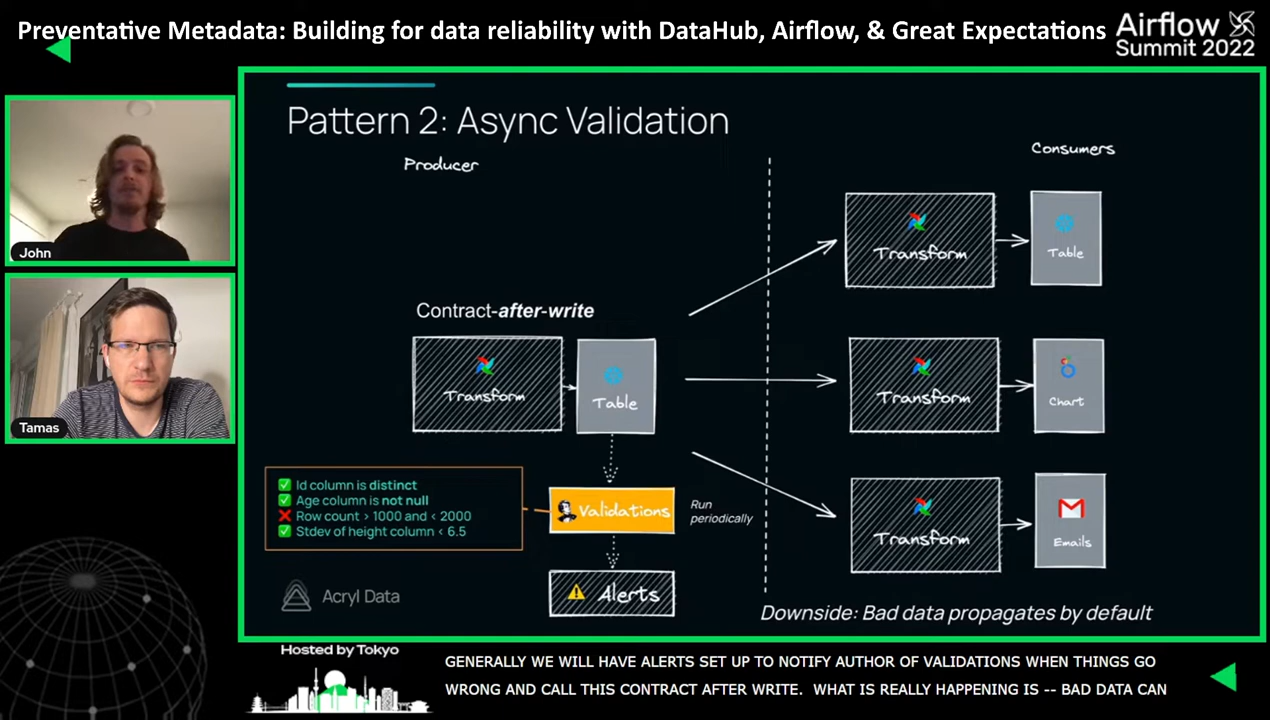 Preventative Metadata: Building for data reliability with DataHub, Airflow, & Great Expectations
Airflow
Summit 2022
John
Tamas
Pattern 2: Async Validation
Producer
Consumers
Contract-after-write
Transform
Table
Transform
Table
Transform
Chart
Transform
Emails
Id column is distinct
Age column is not null
Row count > 1000 and < 2000
Stdev of height column < 6.5
Validations
Run
periodically
Alerts
Acryl Data
Downside: Bad data propagates by default
Hosted by Tokyo
GENERALLY WE WILL HAVE ALERTS SET UP TO NOTIFY AUTHOR OF VALIDATIONS WHEN THINGS GO
WRONG AND CALL THIS CONTRACT AFTER WRITE.  WHAT IS REALLY HAPPENING IS -- BAD DATA CAN